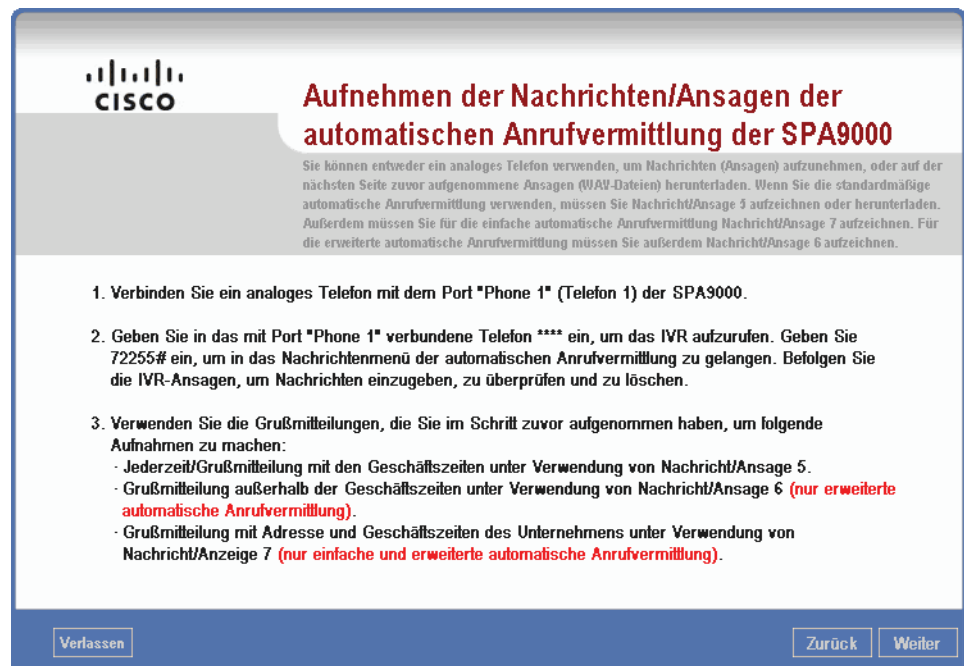 CISCO
Aufnehmen der Nachrichten/Ansagen der
automatischen Anrufvermittlung der SPA9000
Sie können entweder ein analoges Telefon verwenden, um Nachrichten (Ansagen) aufzunehmen, oder auf der
nächsten Seite zuvor aufgenommene Ansagen (WAV-Dateien) herunterladen. Wenn Sie die standardmäßige
automatische Anrufvermittlung verwenden, müssen Sie Nachricht/Ansage 5 aufzeichnen oder herunterladen.
Außerdem müssen Sie für die einfache automatische Anrufvermittlung Nachricht/Ansage 7 aufzeichnen. Für
die erweiterte automatische Anrufvermittlung müssen Sie außerdem Nachricht/Ansage 6 aufzeichnen.
1. Verbinden Sie ein analoges Telefon mit dem Port "Phone 1" (Telefon 1) der SPA9000.
2. Geben Sie in das mit Port "Phone 1" verbundene Telefon **** ein, um das IVR aufzurufen. Geben Sie
72255# ein, um in das Nachrichtenmenü der automatischen Anrufvermittlung zu gelangen. Befolgen Sie
die IVR-Ansagen, um Nachrichten einzugeben, zu überprüfen und zu löschen.
3. Verwenden Sie die Grußmitteilungen, die Sie im Schritt zuvor aufgenommen haben, um folgende
Aufnahmen zu machen:
- Jederzeit/Grußmitteilung mit den Geschäftszeiten unter Verwendung von Nachricht/Ansage 5.
- Grußmitteilung außerhalb der Geschäftszeiten unter Verwendung von Nachricht/Ansage 6 (nur erweiterte
automatische Anrufvermittlung).
- Grußmitteilung mit Adresse und Geschäftszeiten des Unternehmens unter Verwendung von
Nachricht/Anzeige 7 (nur einfache und erweiterte automatische Anrufvermittlung).
Verlassen
Zurück
Weiter